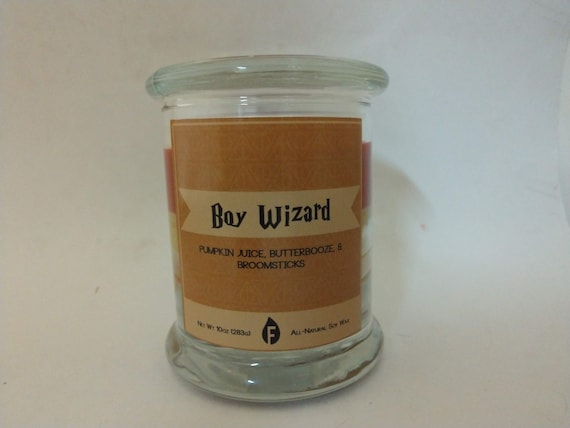 Boy Wizard
PUMPKIN JUICE, BUTTERBOOZE, &
BROOMSTICKS
NET WT 10OZ (283G) F ALL-NATURAL SOY WAX